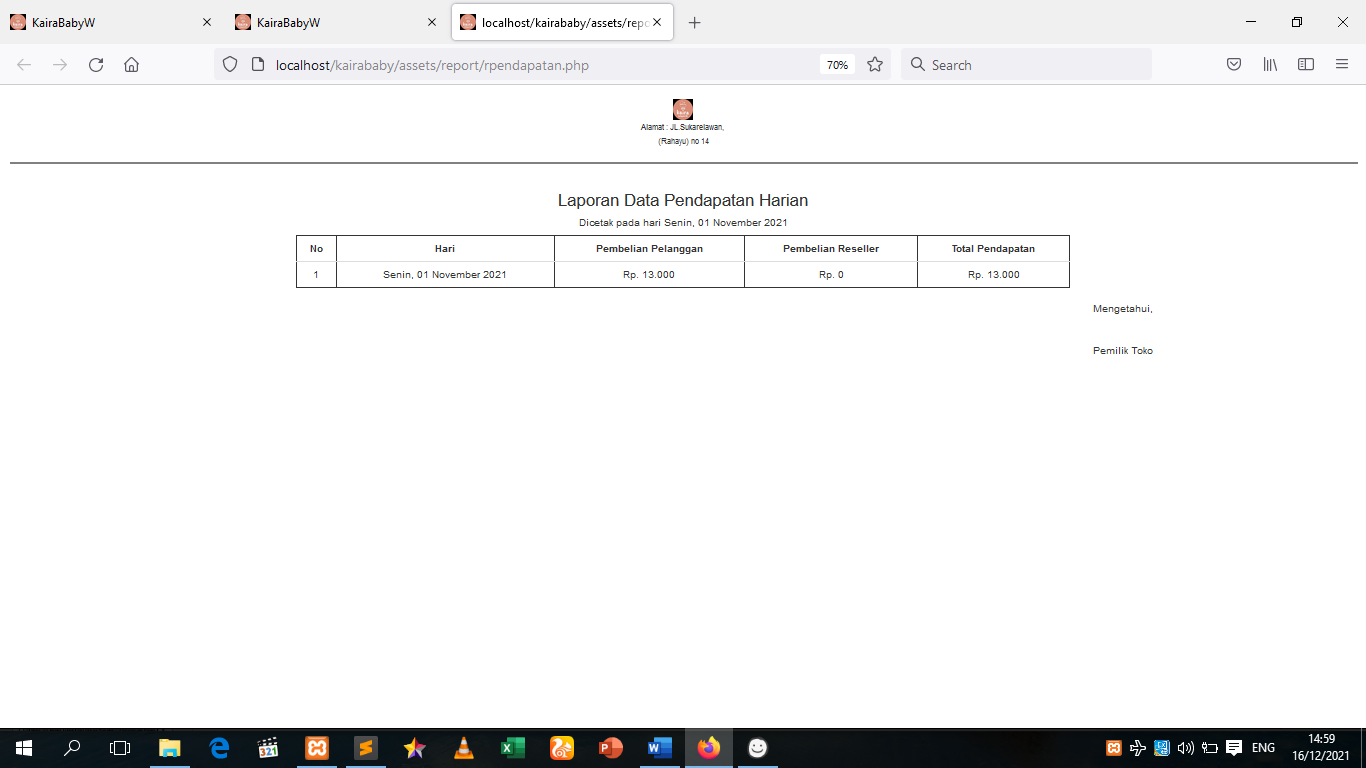 KairaBabyW
KairaBabyW
localhost/kairababy/assets/repo
localhost/kairababy/assets/report/rpendapatan.php
70%
Search
Alamat : JL.Sukarelawan,
(Rahayu) no 14
Laporan Data Pendapatan Harian
Dicetak pada hari Senin, 01 November 2021
No Hari Pembelian Pelanggan Pembelian Reseller Total Pendapatan
1 Senin, 01 November 2021 Rp. 13.000 Rp. 0 Rp. 13.000
Mengetahui,
Pemilik Toko
321
ENG
14:59
16/12/2021